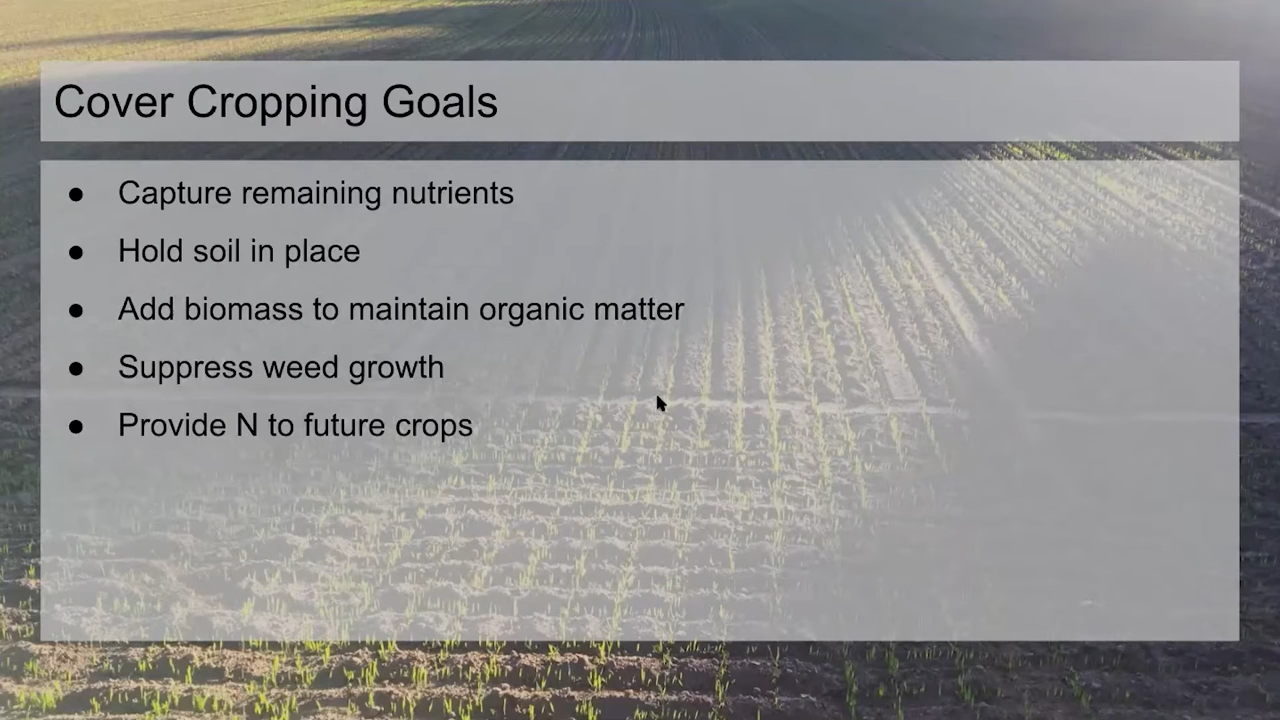 Cover Cropping Goals
● Capture remaining nutrients
● Hold soil in place
● Add biomass to maintain organic matter
● Suppress weed growth
● Provide N to future crops